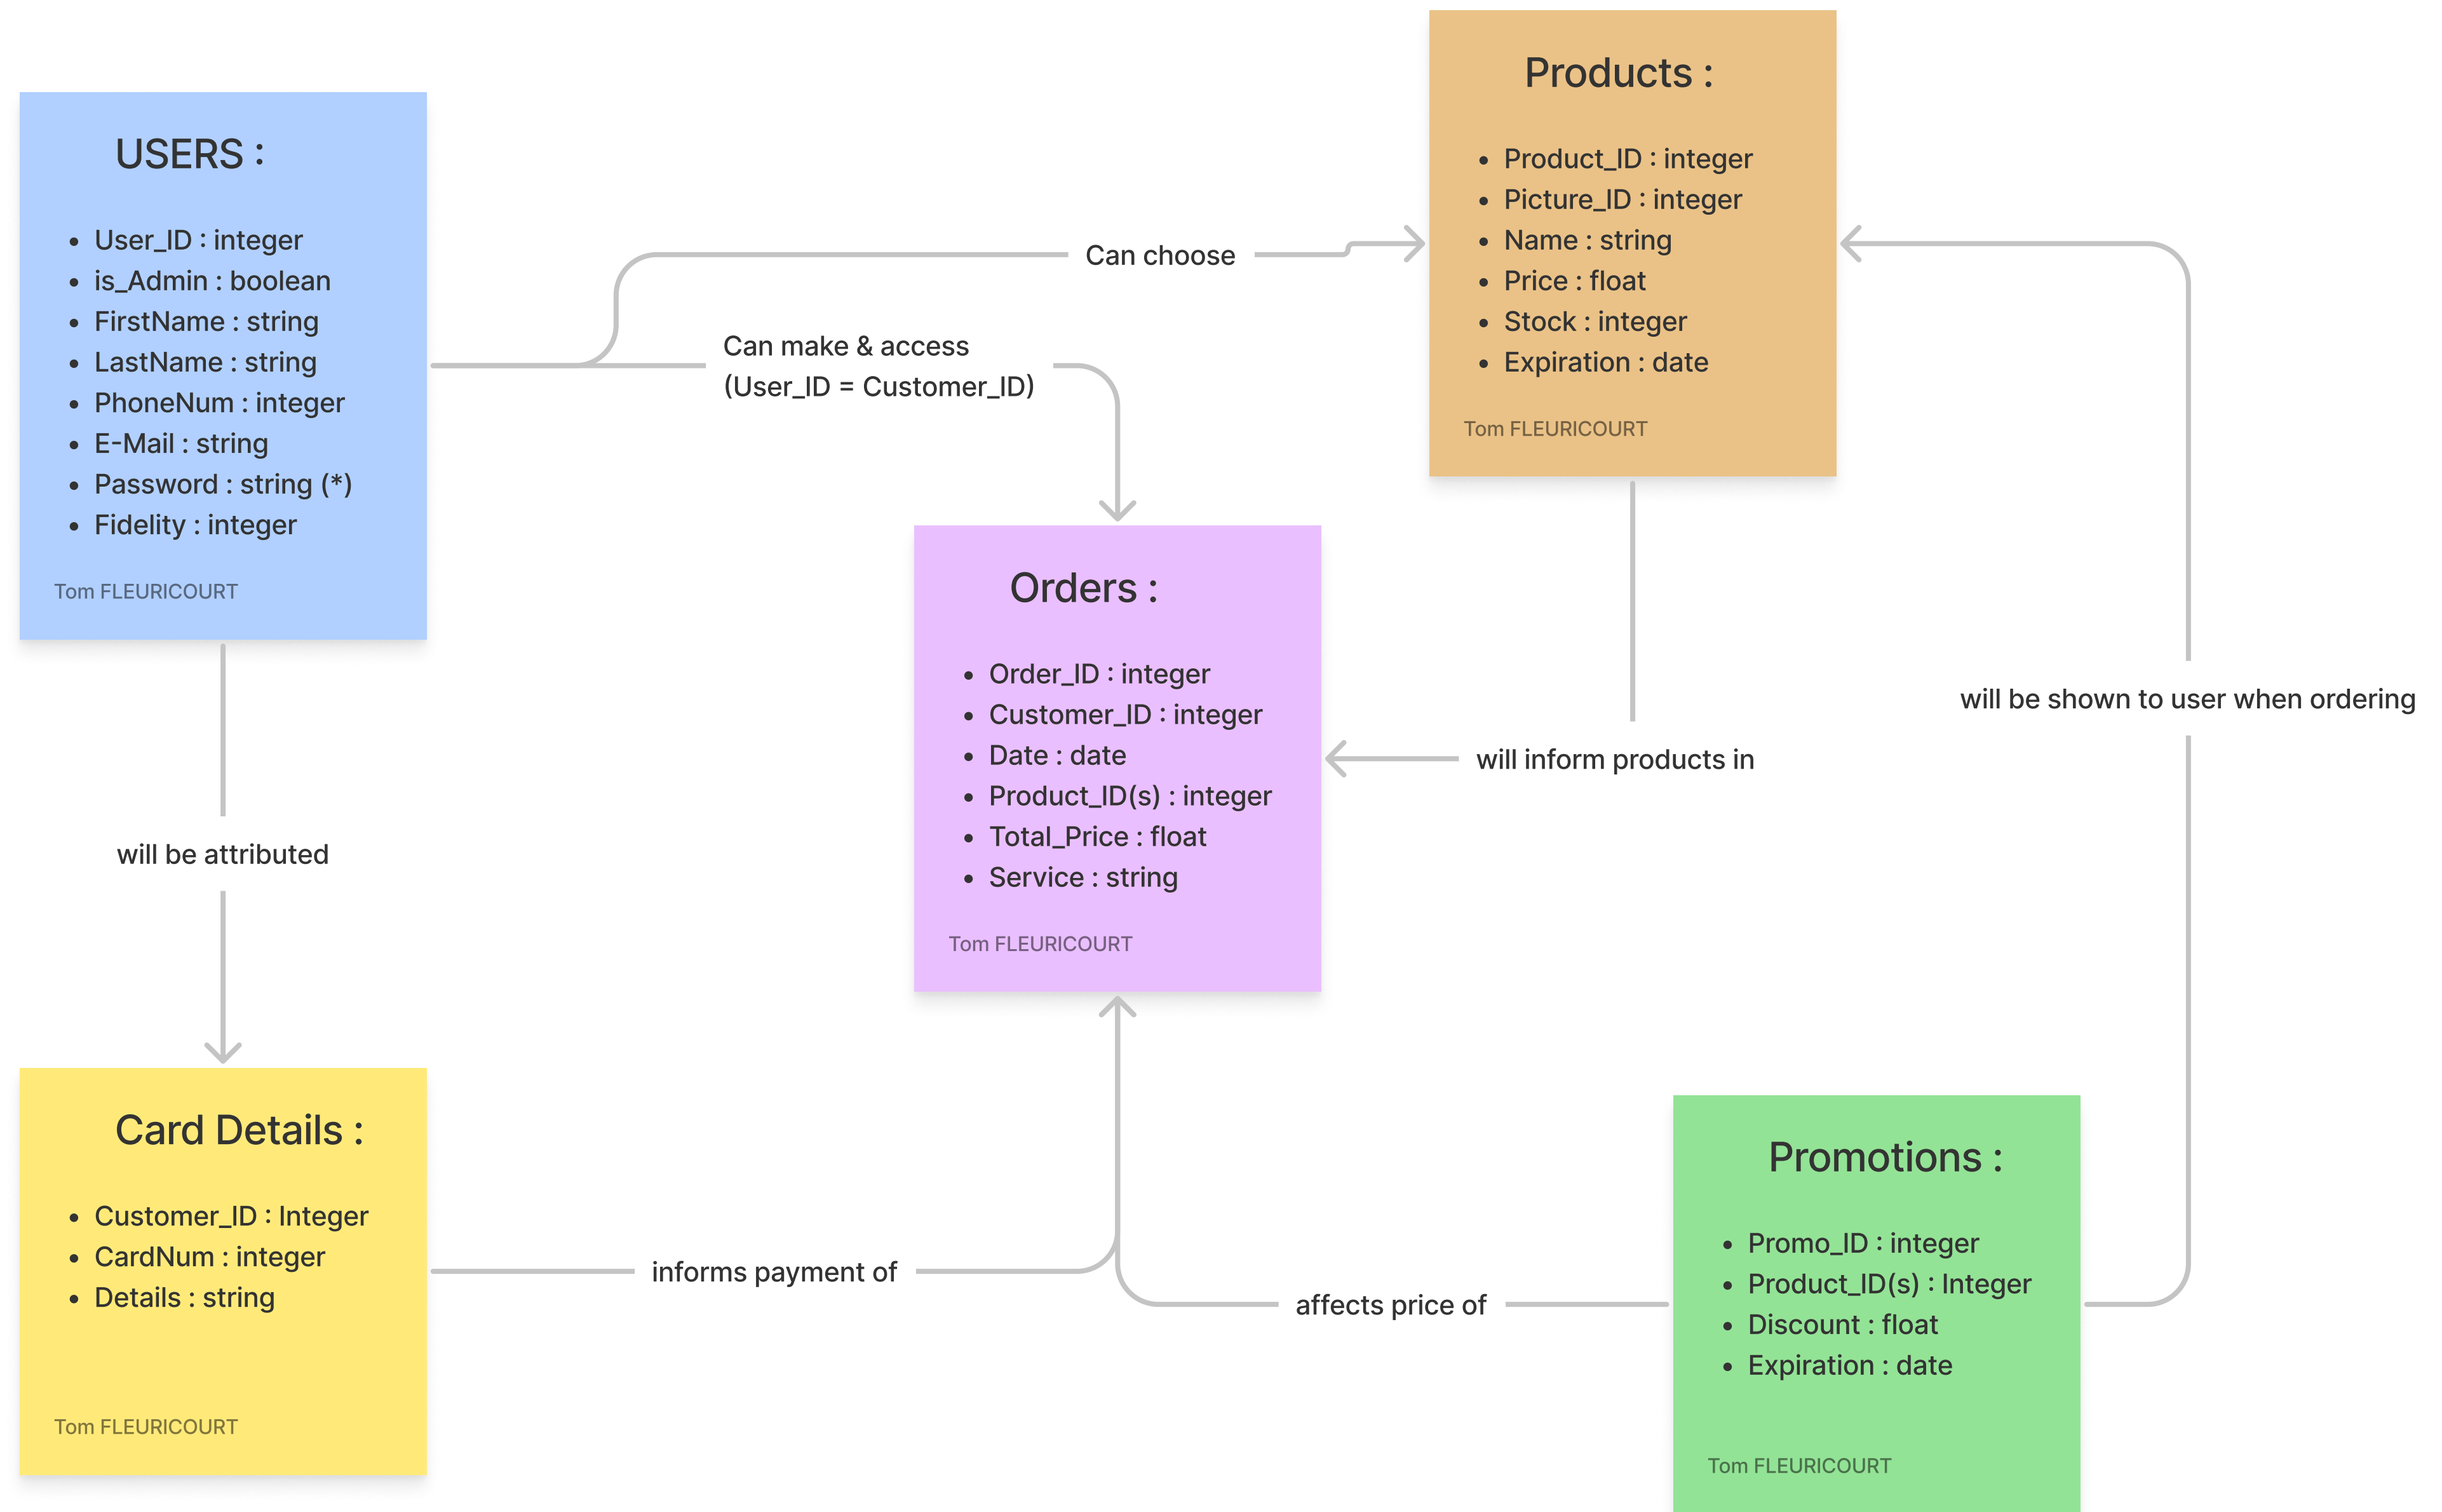 USERS :
• User_ID : integer
• is_Admin : boolean
• FirstName : string
• LastName : string
• PhoneNum : integer
• E-Mail : string
• Password : string (*)
• Fidelity : integer
Tom FLEURICOURT
Can choose
Can make & access
(User_ID = Customer_ID)
Products :
• Product_ID : integer
• Picture_ID : integer
• Name : string
• Price : float
• Stock : integer
• Expiration : date
Tom FLEURICOURT
Orders :
• Order_ID : integer
• Customer_ID : integer
• Date : date
• Product_ID(s) : integer
• Total_Price : float
• Service : string
Tom FLEURICOURT
will inform products in
will be shown to user when ordering
will be attributed
Card Details :
• Customer_ID : Integer
• CardNum : integer
• Details : string
Tom FLEURICOURT
informs payment of
affects price of
Promotions :
• Promo_ID : integer
• Product_ID(s) : Integer
• Discount : float
• Expiration : date
Tom FLEURICOURT